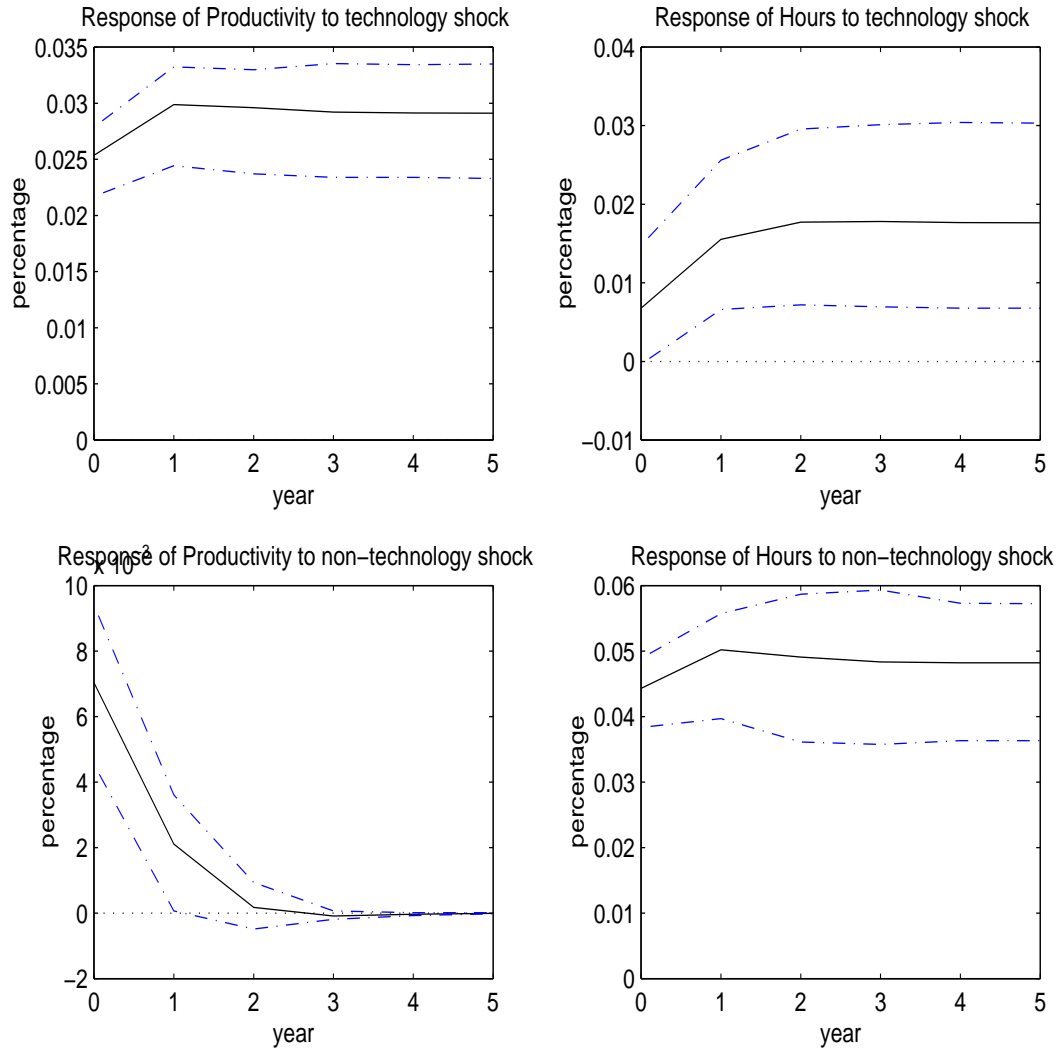 Response of Productivity to technology shock
0.035
0.03
0.025
0.02
0.015
0.01
0.005
0
percentage
0 1 2 3 4 5
year
Response of Hours to technology shock
0.04
0.03
0.02
0.01
0
−0.01
percentage
0 1 2 3 4 5
year
Response of Productivity to non−technology shock
x 10
10
8
6
4
2
0
−2
percentage
0 1 2 3 4 5
year
Response of Hours to non−technology shock
0.06
0.05
0.04
0.03
0.02
0.01
0
percentage
0 1 2 3 4 5
year